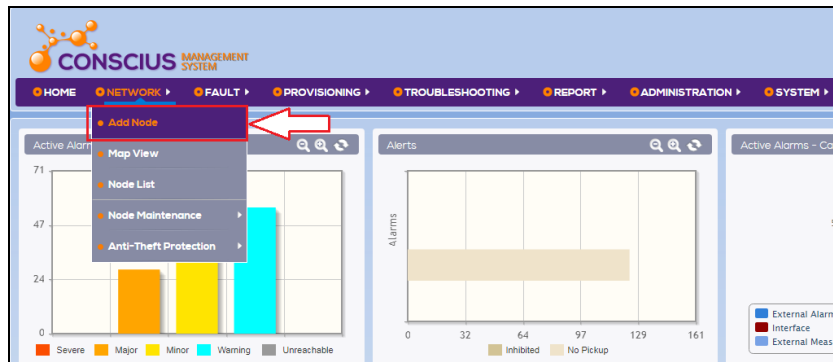 CONSCIUS MANAGEMENT SYSTEM
HOME NETWORK FAULT PROVISIONING TROUBLESHOOTING REPORT ADMINISTRATION SYSTEM
Add Node
Map View
Node List
Node Maintenance
Anti-Theft Protection
Active Alarm
71
47
24
0
Severe Major Minor Warning Unreachable
Alerts
Alarms
0 32 64 97 129 161
Inhibited No Pickup
Active Alarms - Ca
External Alarm
Interface
External Meas